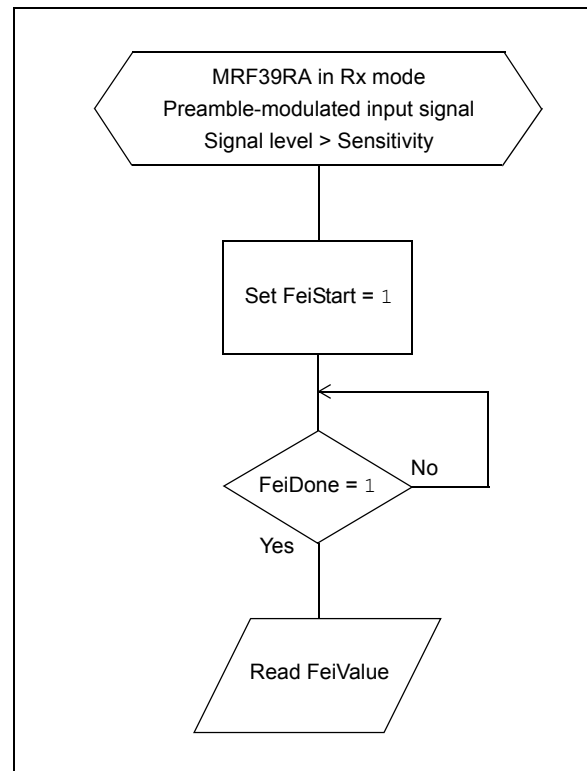 MRF39RA in Rx mode
Preamble-modulated input signal
Signal level > Sensitivity
Set FeiStart = 1
FeiDone = 1
No
Yes
Read FeiValue